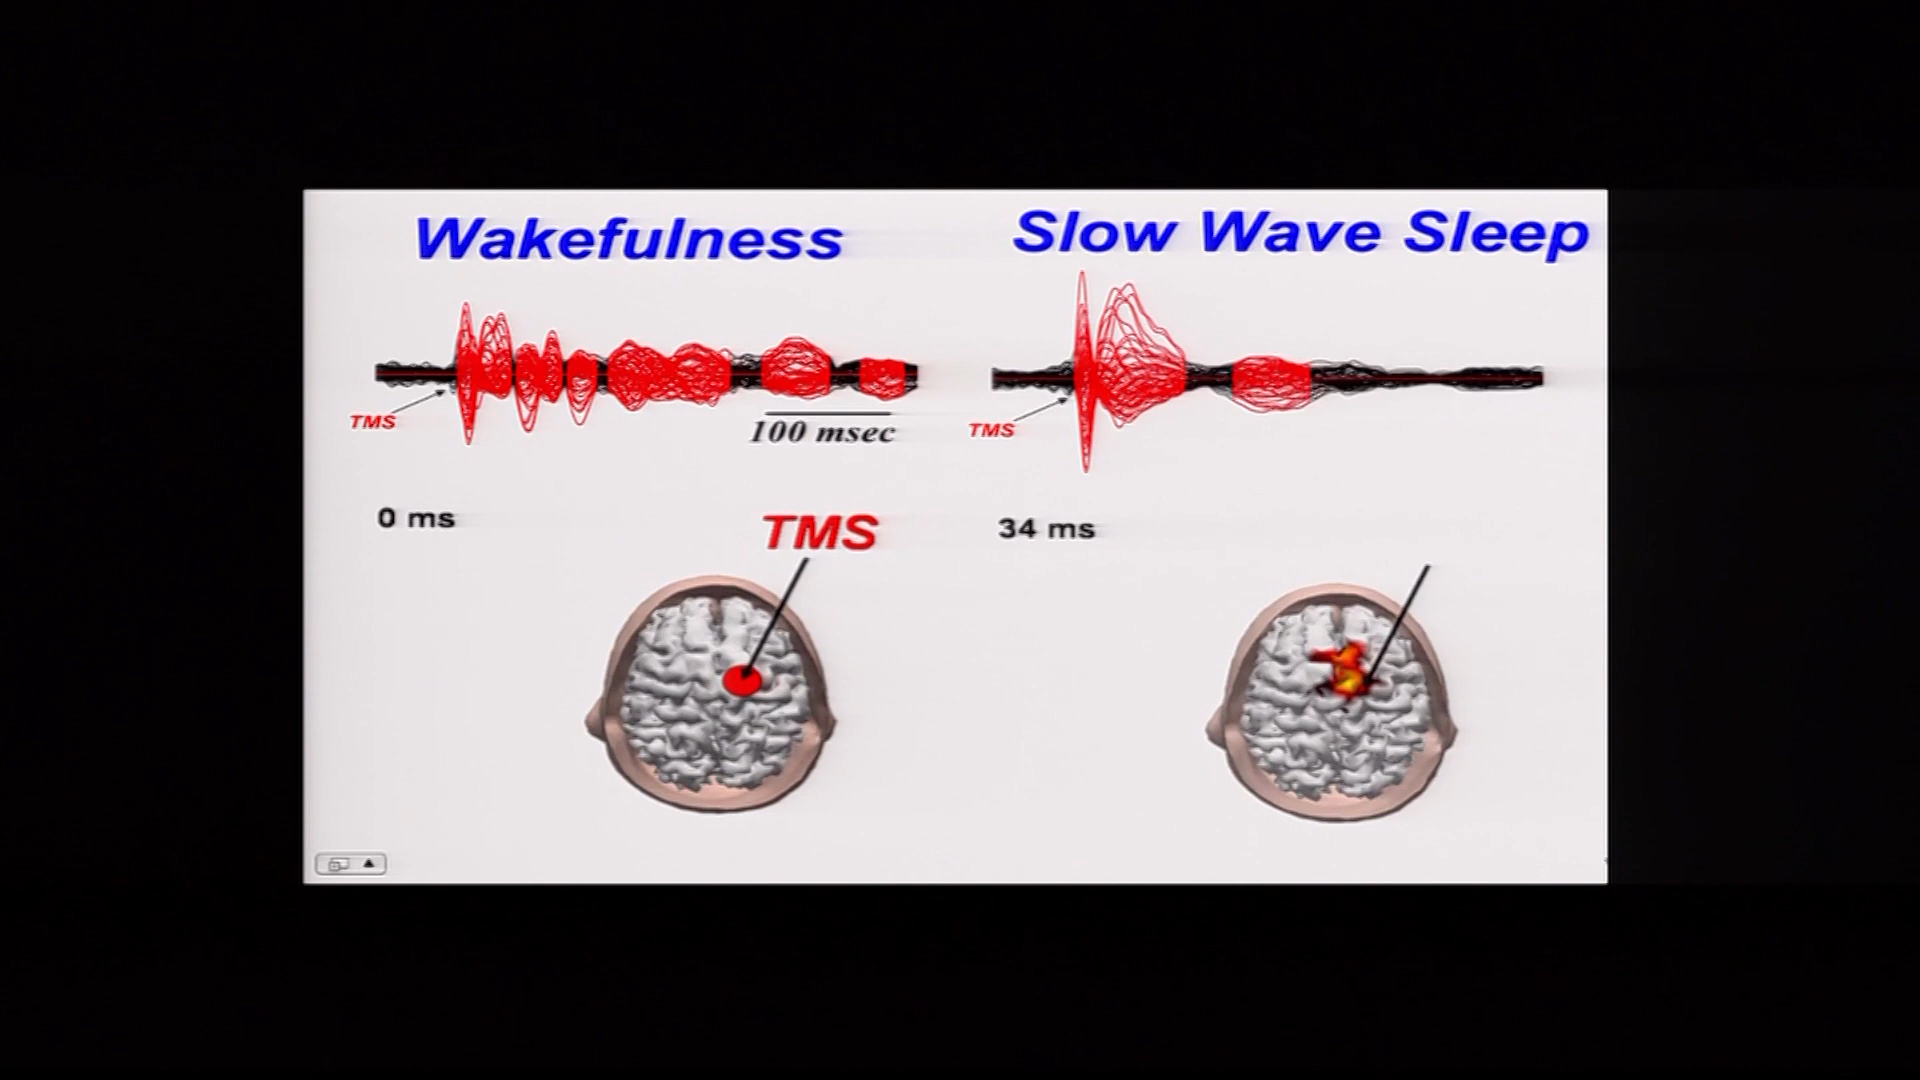 Wakefulness
Slow Wave Sleep
TMS
100 msec
TMS
0 ms
TMS
34 ms